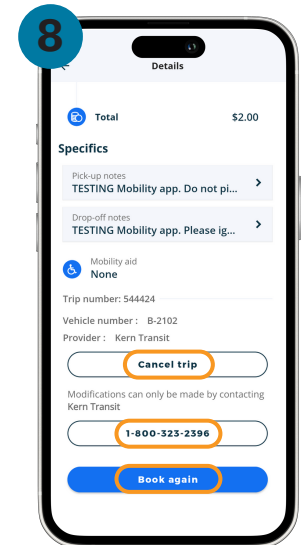 8
Details
Total $2.00
Specifics
Pick-up notes
TESTING Mobility app. Do not pi...
Drop-off notes
TESTING Mobility app. Please ig...
Mobility aid
None
Trip number: 544424
Vehicle number : B-2102
Provider : Kern Transit
Cancel trip
Modifications can only be made by contacting
Kern Transit
1-800-323-2396
Book again